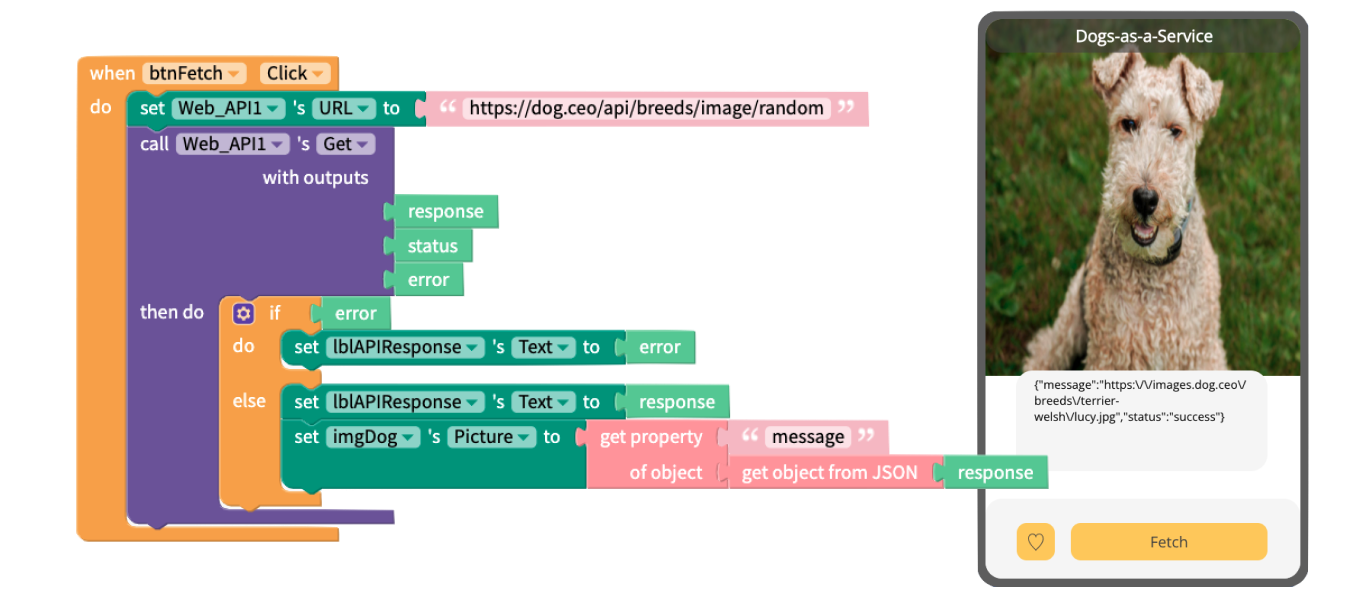 when btnFetch Click
do set Web_API1 's URL to “ https://dog.ceo/api/breeds/image/random ”
call Web_API1 's Get
with outputs
response
status
error
then do if error
do set lblAPIResponse 's Text to error
else set lblAPIResponse 's Text to response
set imgDog 's Picture to get property “ message ”
of object get object from JSON response
Dogs-as-a-Service
{"message":"https:\/\/images.dog.ceo\/
breeds\/terrier-
welsh\/lucy.jpg","status":"success"}
Fetch